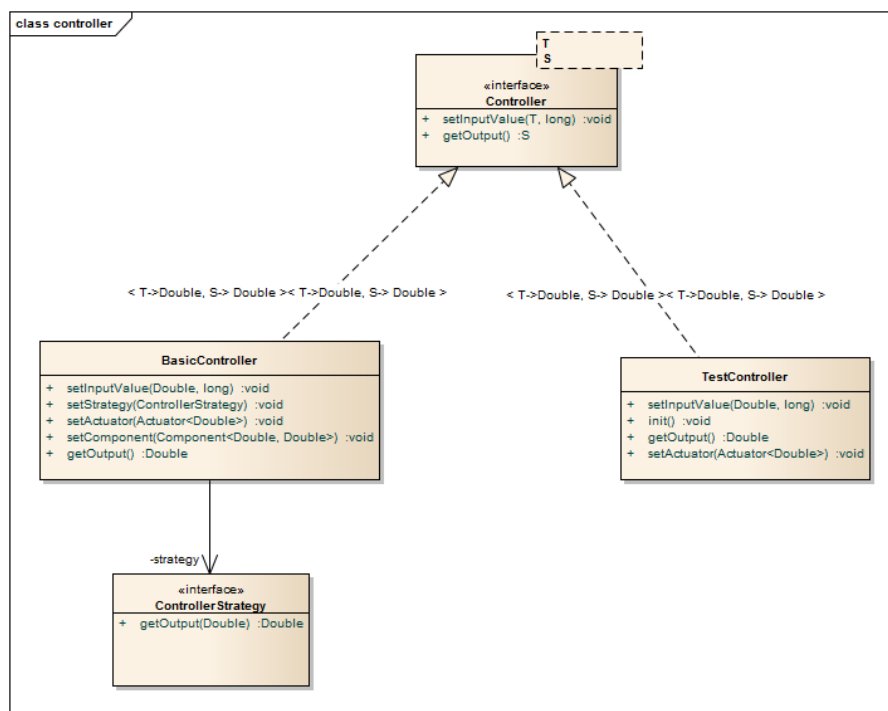 class controller
T
S
«interface»
Controller
+ setInputValue(T, long) :void
+ getOutput() :S
< T->Double, S-> Double >< T->Double, S-> Double >
< T->Double, S-> Double >< T->Double, S-> Double >
BasicController
+ setInputValue(Double, long) :void
+ setStrategy(ControllerStrategy) :void
+ setActuator(Actuator<Double>) :void
+ setComponent(Component<Double, Double>) :void
+ getOutput() :Double
TestController
+ setInputValue(Double, long) :void
+ init() :void
+ getOutput() :Double
+ setActuator(Actuator<Double>) :void
-strategy
«interface»
ControllerStrategy
+ getOutput(Double) :Double